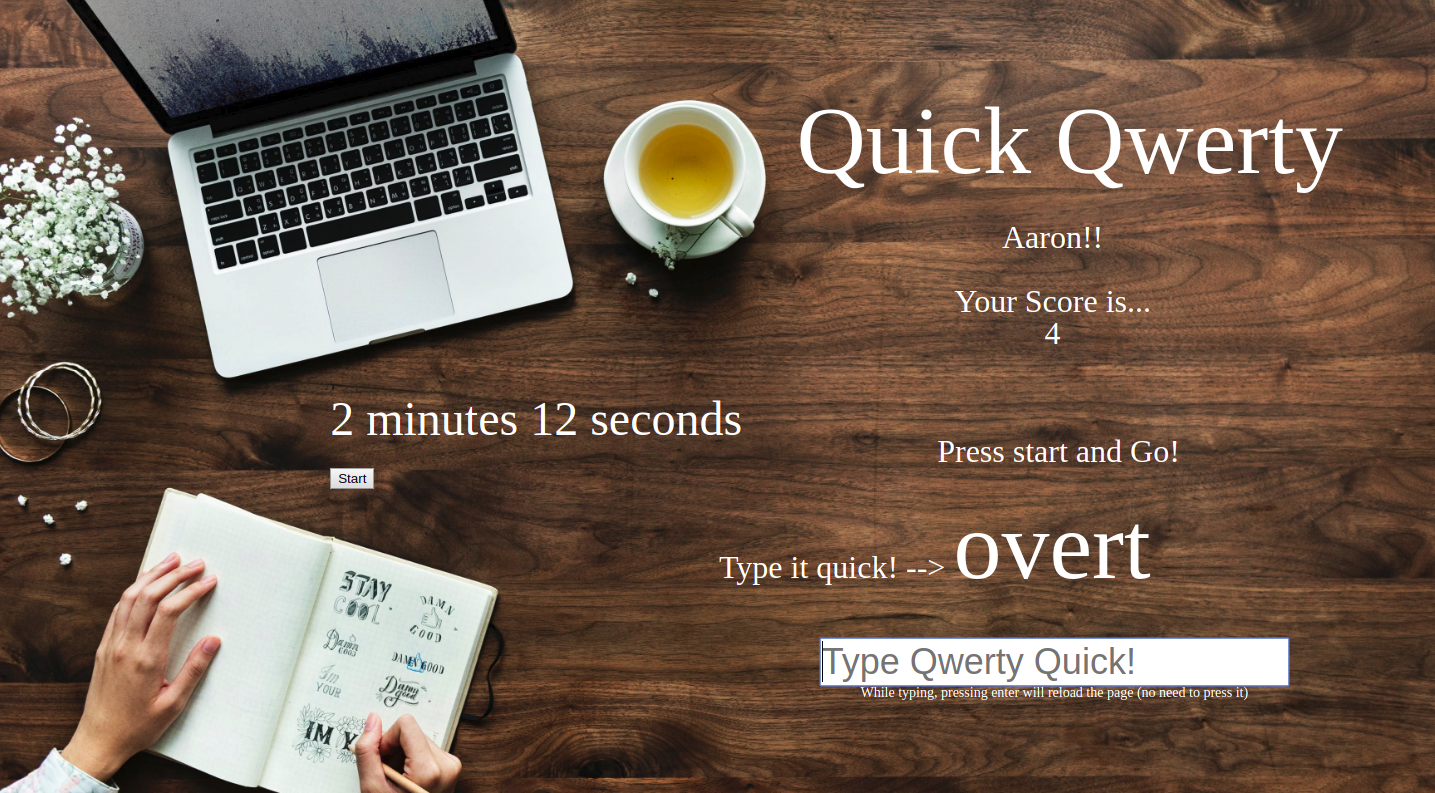 Quick Qwerty
Aaron!!
Your Score is...
4
2 minutes 12 seconds
Start
Press start and Go!
Type it quick! --> overt
Type Qwerty Quick!
While typing, pressing enter will reload the page (no need to press it)
STAY
COOL
DAMN
GOOD
Damn
Good
DAMN GOOD
I'm
YOUR
Damn
good
IM Y